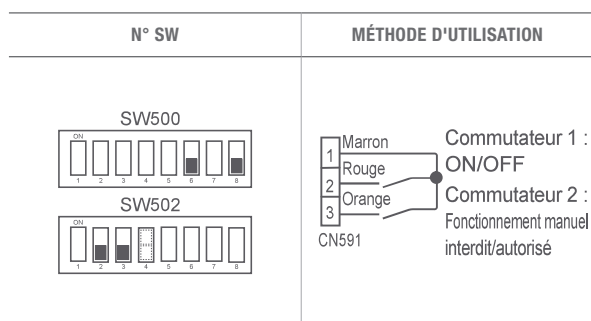 N° SW
MÉTHODE D'UTILISATION
SW500
ON
1 2 3 4 5 6 7 8
SW502
ON
1 2 3 4 5 6 7 8
1 Marron
2 Rouge
3 Orange
CN591
Commutateur 1 :
ON/OFF
Commutateur 2 :
Fonctionnement manuel
interdit/autorisé